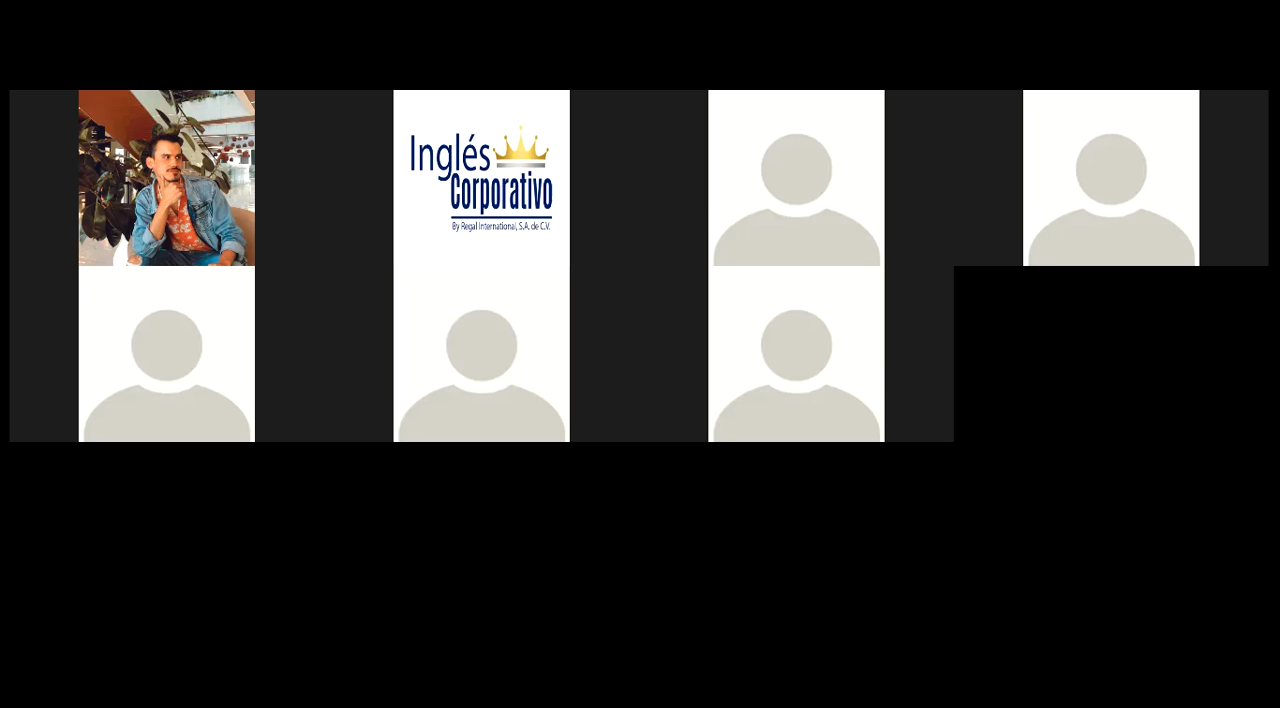 Inglés
Corporativo
By Regal International, S.A. de C.V.